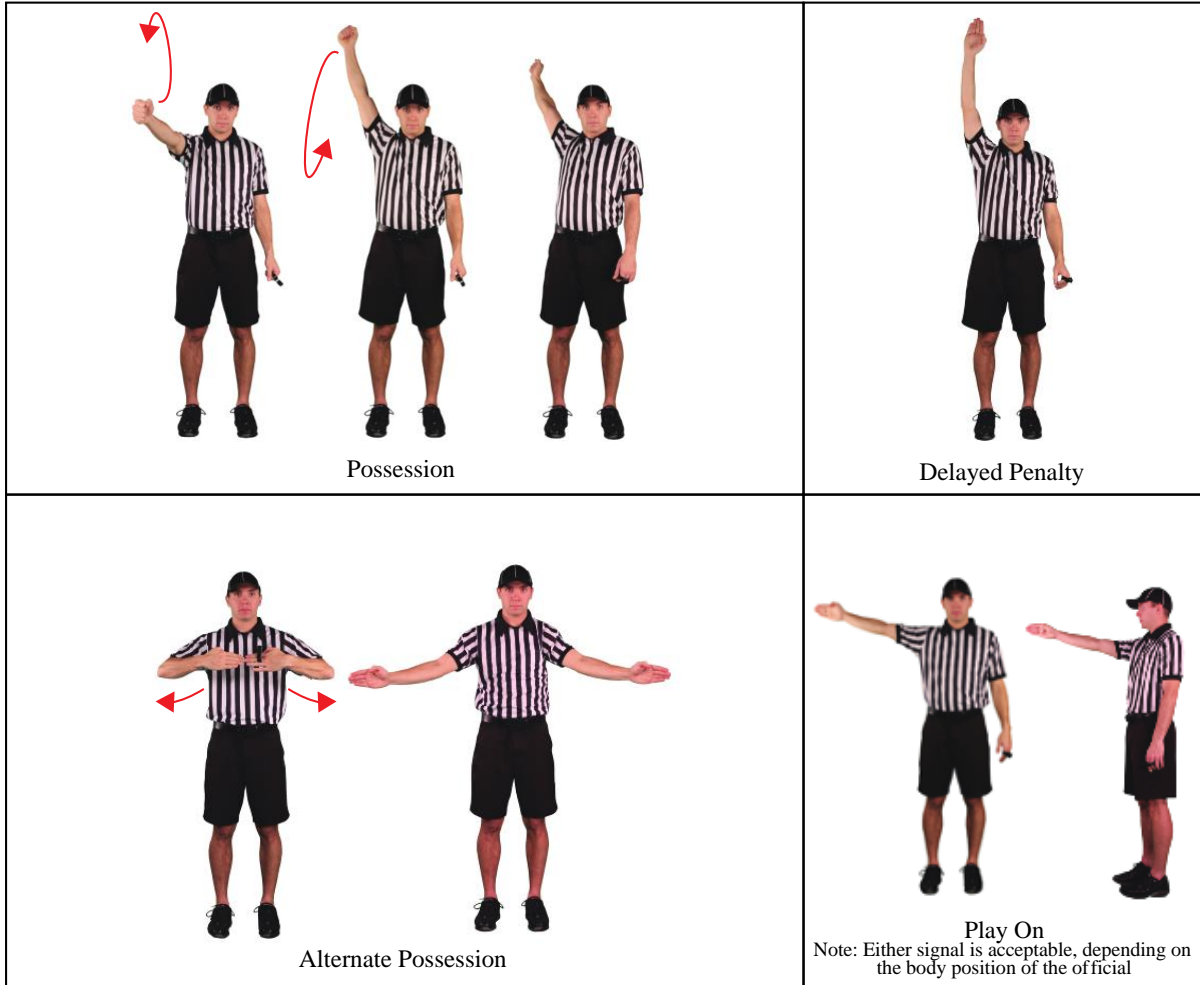 Possession
Delayed Penalty
Alternate Possession
Play On
Note: Either signal is acceptable, depending on
the body position of the official